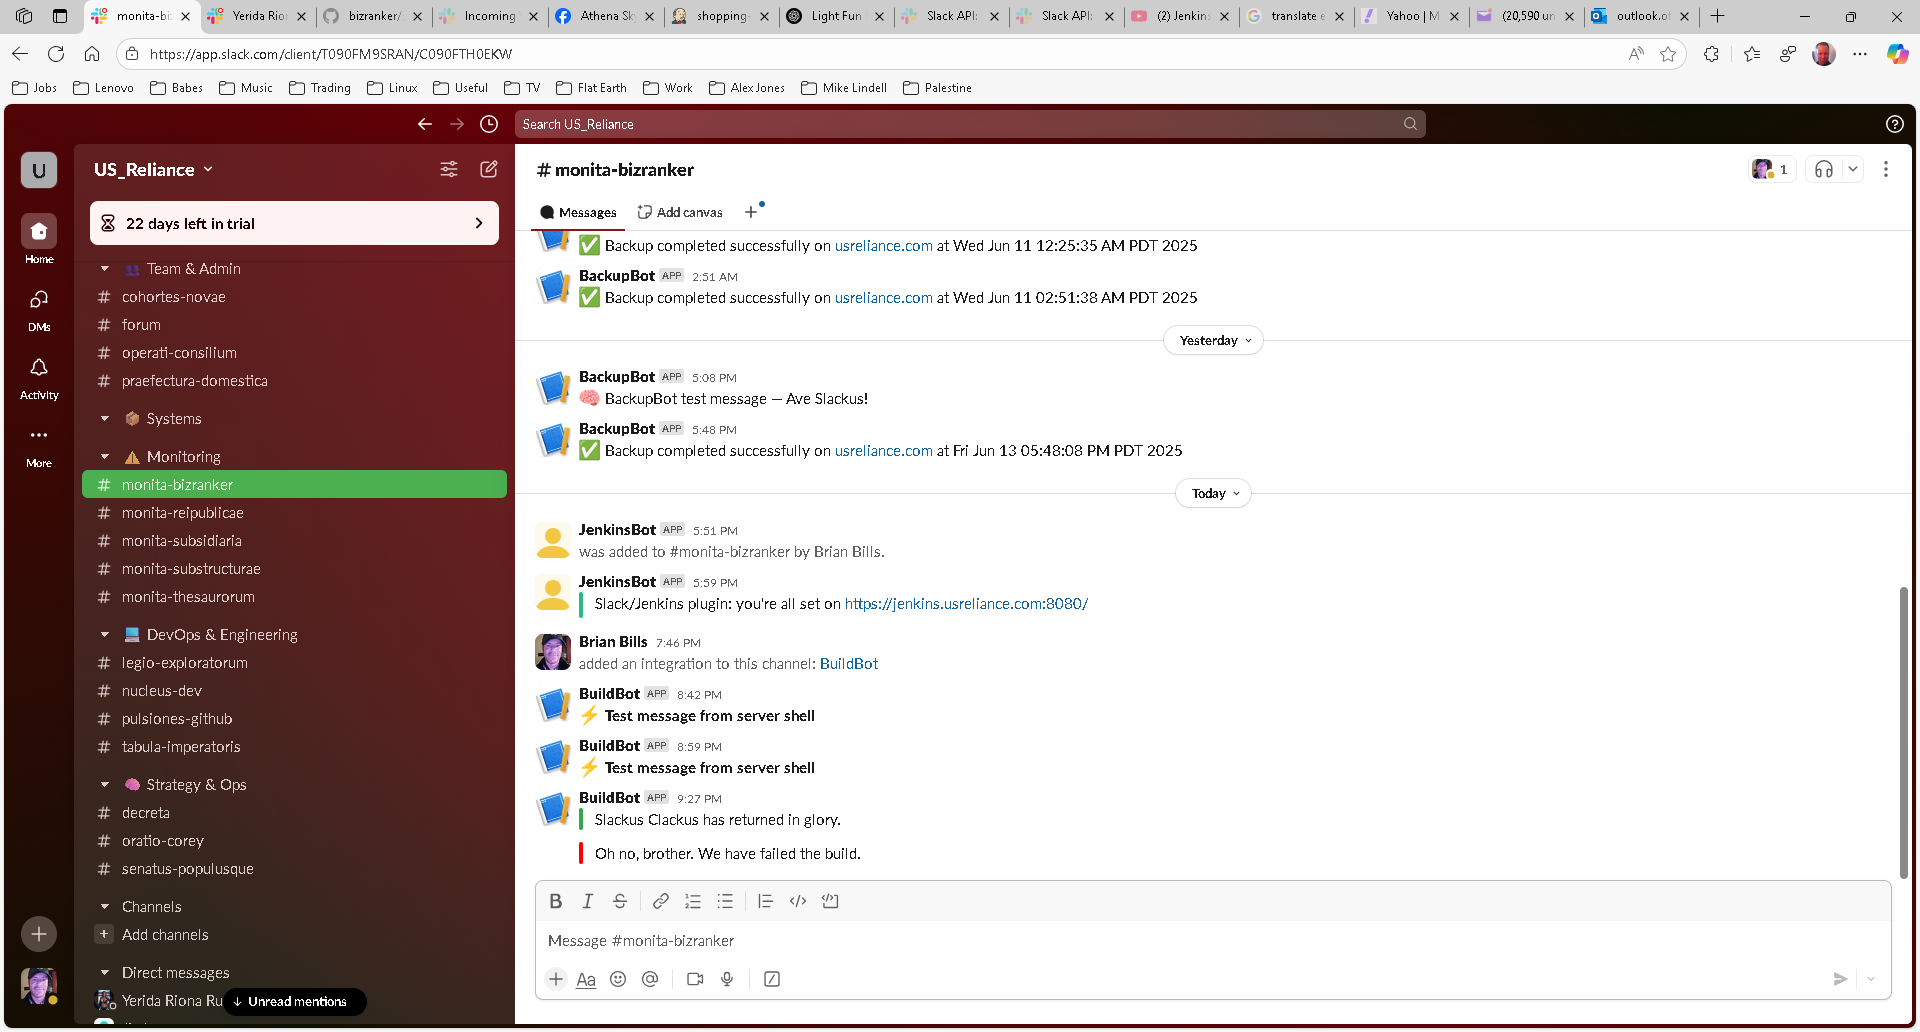 monita-biz
Yerida Rio
bizranker/
Incoming
Athena Sk
shopping-
Light Fun
Slack API:
Slack API:
(2) Jenkins
translate e
Yahoo | M
(20,590 un
outlook.of
https://app.slack.com/client/T090FM9SRAN/C090FTH0EKW
Jobs
Lenovo
Babes
Music
Trading
Linux
Useful
TV
Flat Earth
Work
Alex Jones
Mike Lindell
Palestine
Search US_Reliance
U
Home
DMs
Activity
More
US_Reliance
22 days left in trial
Team & Admin
# cohortes-novae
# forum
# operati-consilium
# praefectura-domestica
Systems
Monitoring
# monita-bizranker
# monita-reipublicae
# monita-subsidiaria
# monita-substructurae
# monita-thesaurorum
DevOps & Engineering
# legio-exploratorum
# nucleus-dev
# pulsiones-github
# tabula-imperatoris
Strategy & Ops
# decreta
# oratio-corey
# senatus-populusque
Channels
+ Add channels
Direct messages
Yerida Riona Ru
↓ Unread mentions
# monita-bizranker
1
Messages
Add canvas
✅ Backup completed successfully on usreliance.com at Wed Jun 11 12:25:35 AM PDT 2025
BackupBot APP 2:51 AM
✅ Backup completed successfully on usreliance.com at Wed Jun 11 02:51:38 AM PDT 2025
Yesterday
BackupBot APP 5:08 PM
🧠 BackupBot test message — Ave Slackus!
BackupBot APP 5:48 PM
✅ Backup completed successfully on usreliance.com at Fri Jun 13 05:48:08 PM PDT 2025
Today
JenkinsBot APP 5:51 PM
was added to #monita-bizranker by Brian Bills.
JenkinsBot APP 5:59 PM
Slack/Jenkins plugin: you're all set on https://jenkins.usreliance.com:8080/
Brian Bills 7:46 PM
added an integration to this channel: BuildBot
BuildBot APP 8:42 PM
⚡ Test message from server shell
BuildBot APP 8:59 PM
⚡ Test message from server shell
BuildBot APP 9:27 PM
Slackus Clackus has returned in glory.
Oh no, brother. We have failed the build.
B I S
Message #monita-bizranker
Aa